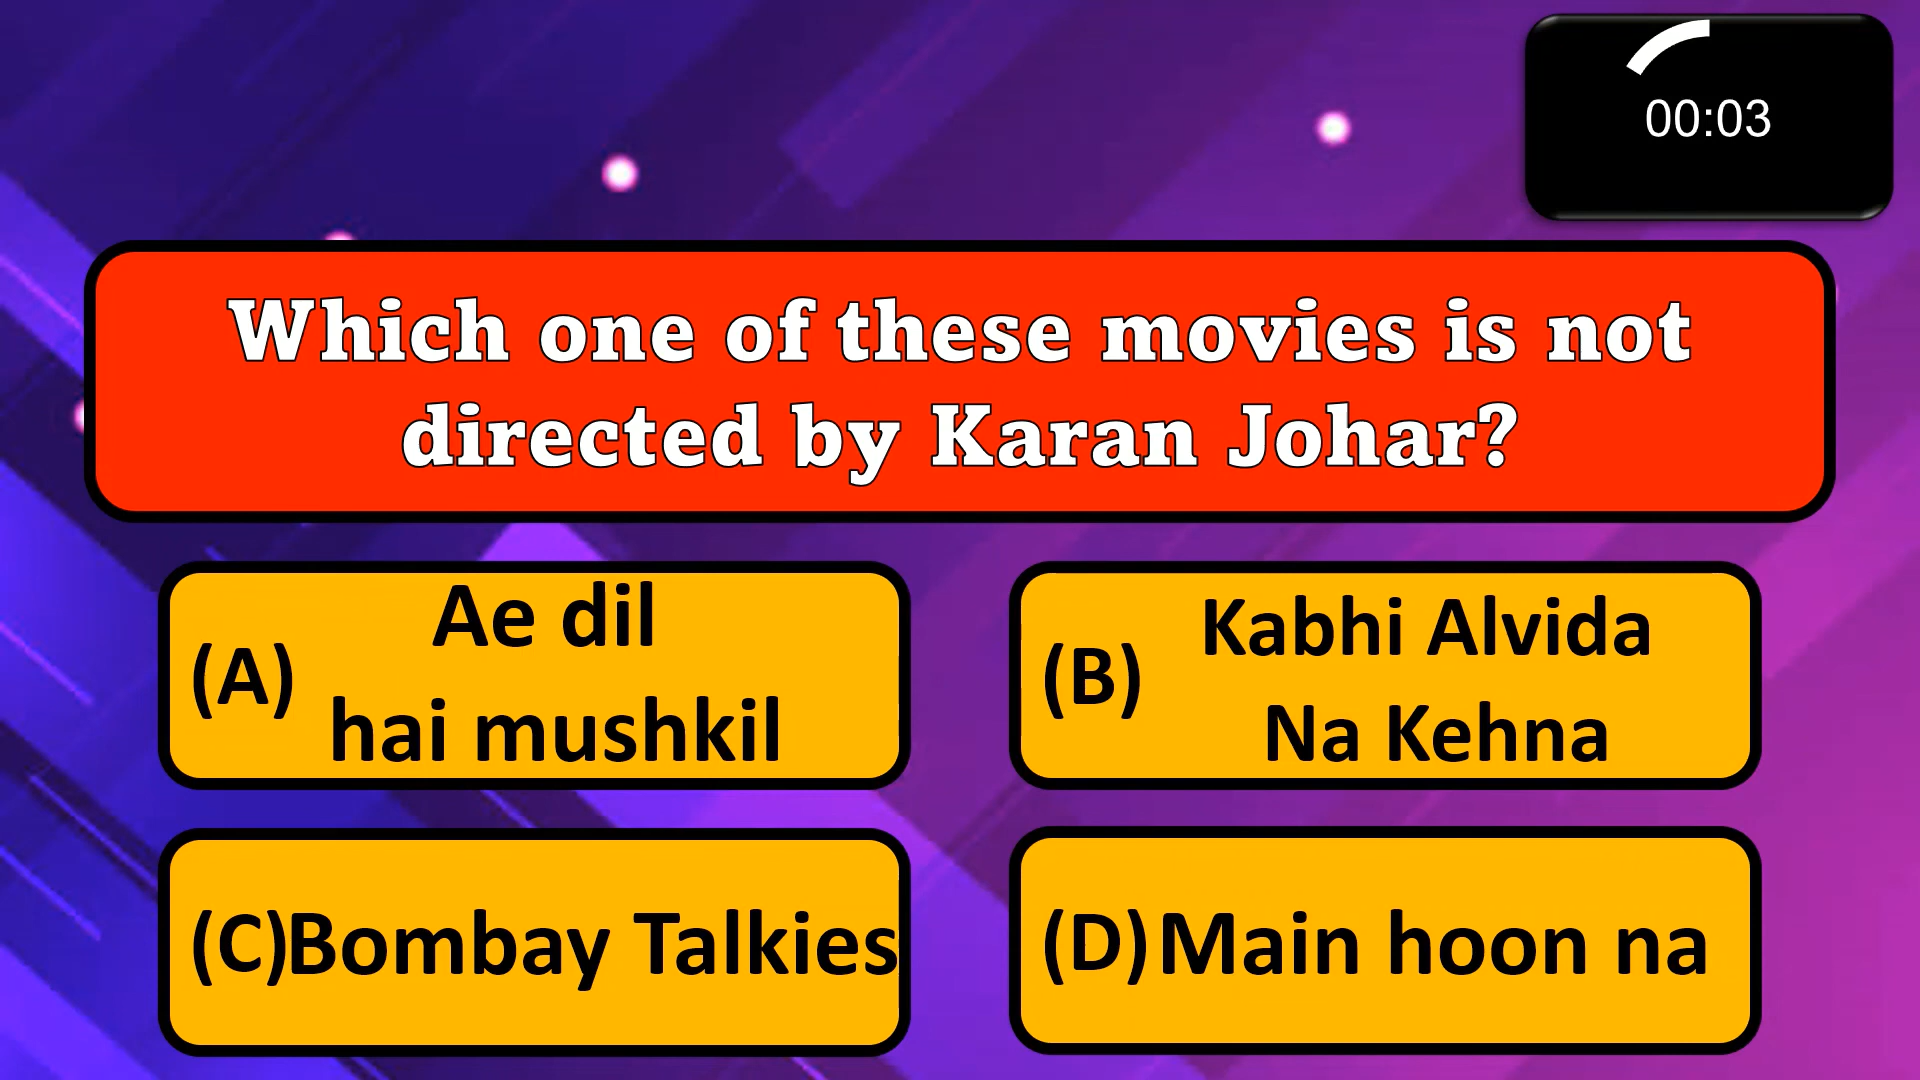 00:03
Which one of these movies is not
directed by Karan Johar?
(A) Ae dil
hai mushkil
(B) Kabhi Alvida
Na Kehna
(C) Bombay Talkies
(D) Main hoon na